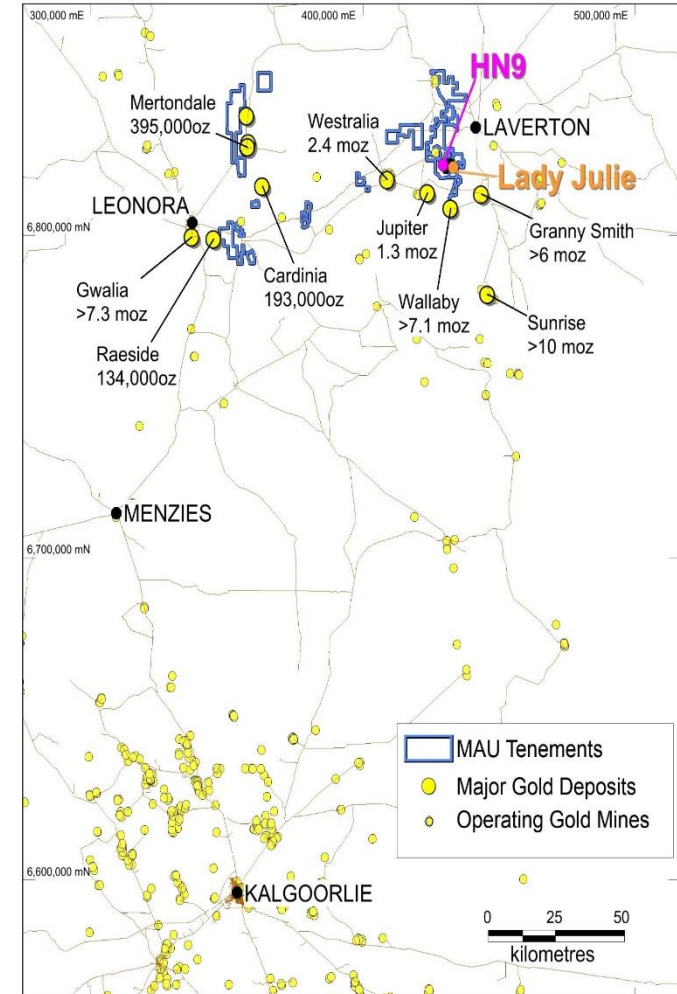 300,000 mE
400,000 mE
500,000 mE
HN9
Mertondale
395,000oz
Westralia
2.4 moz
LAVERTON
Lady Julie
LEONORA
6,800,000 mN
Jupiter
1.3 moz
Granny Smith
>6 moz
Gwalia
>7.3 moz
Cardinia
193,000oz
Wallaby
>7.1 moz
Sunrise
>10 moz
Raeside
134,000oz
MENZIES
6,700,000 mN
MAU Tenements
Major Gold Deposits
Operating Gold Mines
6,600,000 mN
KALGOORLIE
0 25 50
kilometres